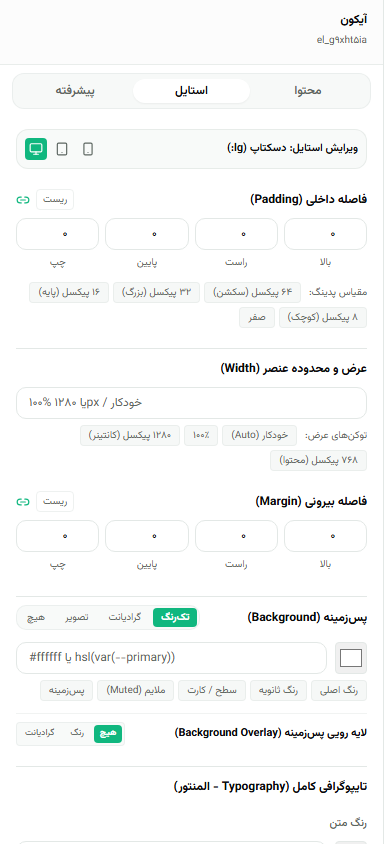 آیکون
el_g۹xht۵ia
محتوا استایل پیشرفته
ویرایش استایل: دسکتاپ (lg:)
فاصله داخلی (Padding) ریست
۰ ۰ ۰ ۰
بالا راست پایین چپ
مقیاس پدینگ: ۶۴ پیکسل (سکشن) ۳۲ پیکسل (بزرگ) ۱۶ پیکسل (پایه)
۸ پیکسل (کوچک) صفر
عرض و محدوده عنصر (Width)
خودکار / pxیا ۱۲۸۰ %۱۰۰
توکن‌های عرض: خودکار (Auto) ۱۰۰٪ ۱۲۸۰ پیکسل (کانتینر)
۷۶۸ پیکسل (محتوا)
فاصله بیرونی (Margin) ریست
۰ ۰ ۰ ۰
بالا راست پایین چپ
پس‌زمینه (Background) تک‌رنگ گرادیانت تصویر هیچ
#ffffff یا hsl(var(--primary))
رنگ اصلی رنگ ثانویه سطح / کارت ملایم (Muted) پس‌زمینه
لایه رویی پس‌زمینه (Background Overlay) هیچ رنگ گرادیانت
تایپوگرافی کامل (Typography - المنتور)
رنگ متن